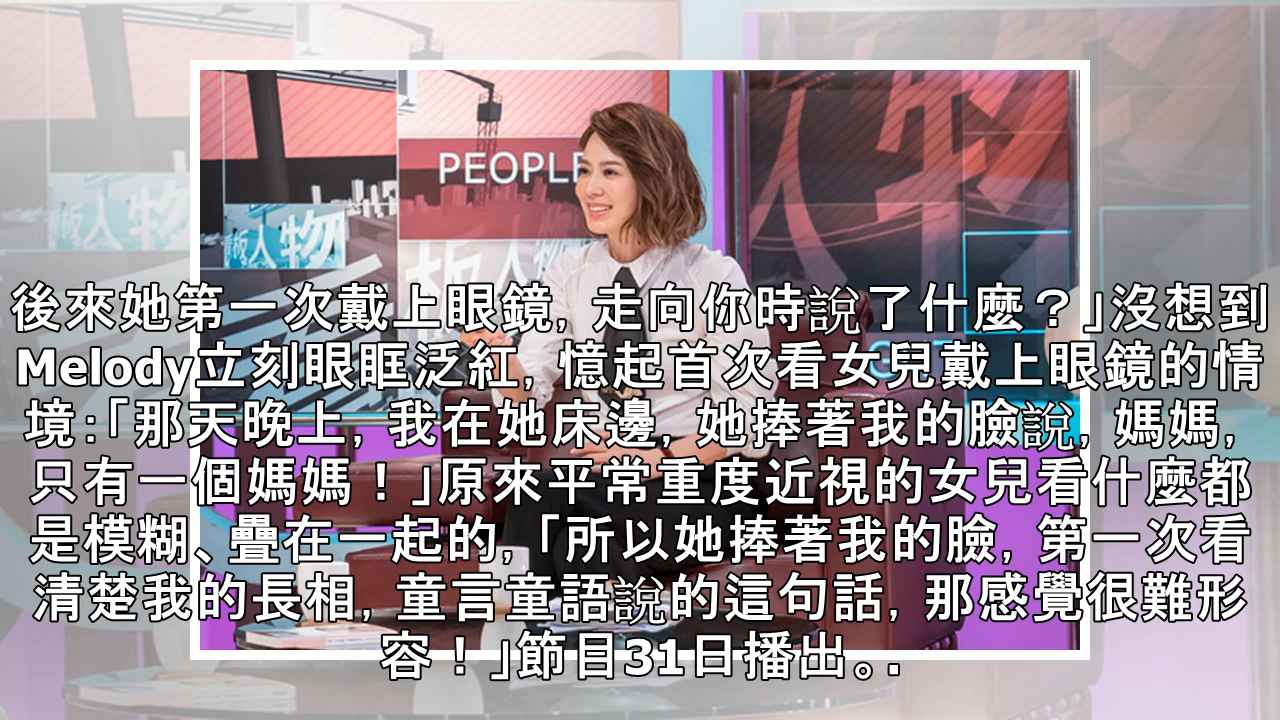 PEOPLE
看板人物
板人
後來她第一次戴上眼鏡, 走向你時說了什麼？」沒想到
Melody立刻眼眶泛紅, 憶起首次看女兒戴上眼鏡的情
境:「那天晚上, 我在她床邊, 她捧著我的臉說, 媽媽,
只有一個媽媽！」原來平常重度近視的女兒看什麼都
是模糊、疊在一起的,「所以她捧著我的臉, 第一次看
清楚我的長相, 童言童語說的這句話, 那感覺很難形
容！」節目31日播出。.